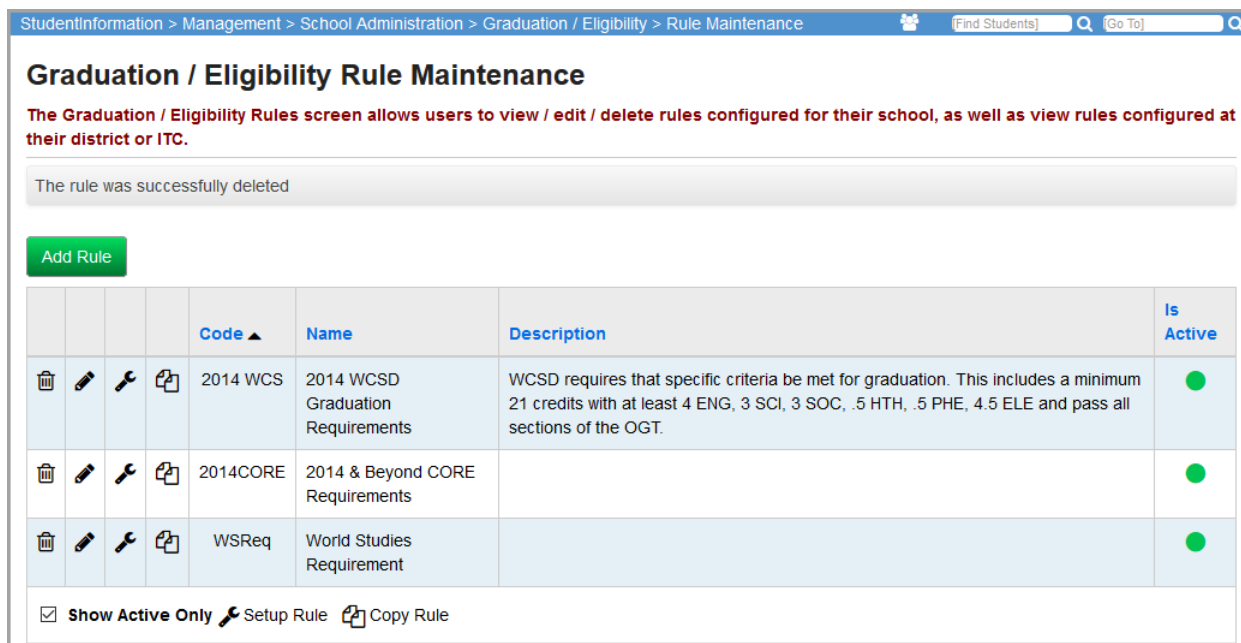 StudentInformation > Management > School Administration > Graduation / Eligibility > Rule Maintenance [Find Students] [Go To]
Graduation / Eligibility Rule Maintenance
The Graduation / Eligibility Rules screen allows users to view / edit / delete rules configured for their school, as well as view rules configured at
their district or ITC.
The rule was successfully deleted
Add Rule
Code Name Description Is
Active
2014 WCS 2014 WCSD WCSD requires that specific criteria be met for graduation. This includes a minimum
Graduation 21 credits with at least 4 ENG, 3 SCI, 3 SOC, .5 HTH, .5 PHE, 4.5 ELE and pass all
Requirements sections of the OGT.
2014CORE 2014 & Beyond CORE
Requirements
WSReq World Studies
Requirement
Show Active Only Setup Rule Copy Rule